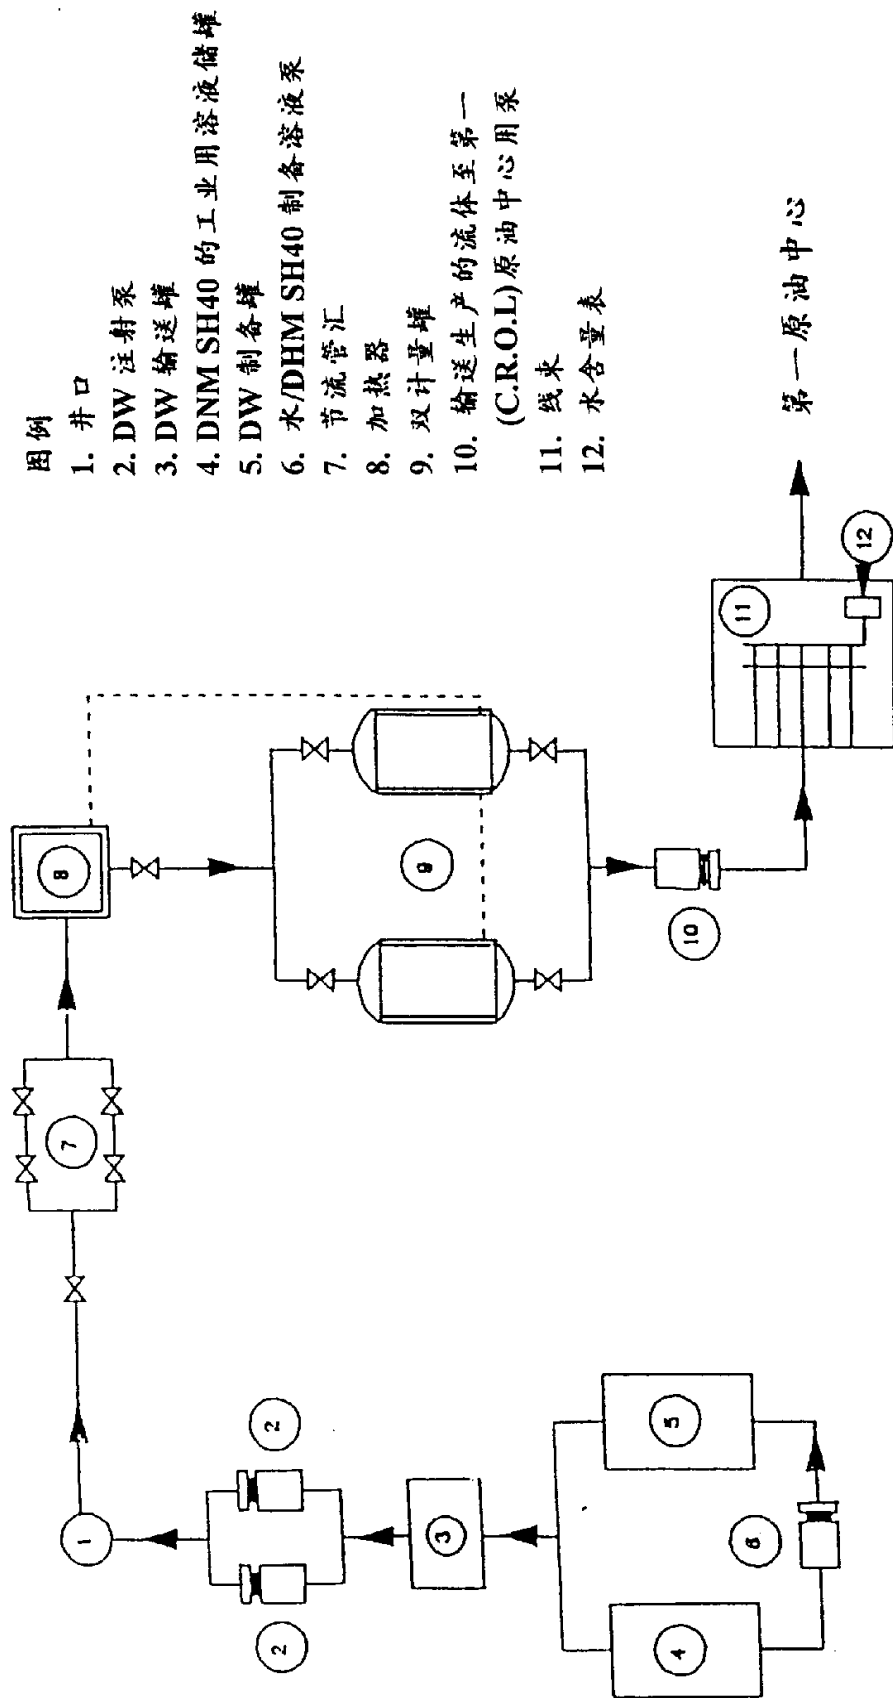 图例
1. 井口
2. DW 注射泵
3. DW 输送罐
4. DNM SH40 的工业用溶液储罐
5. DW 制备罐
6. 水/DHM SH40 制备溶液泵
7. 节流管汇
8. 加热器
9. 双计量罐
10. 输送生产的流体至第一
(C.R.O.L)原油中心用泵
11. 线束
12. 水含量表
第一原油中心
1
2
2
3
4
5
6
7
8
9
10
11
12